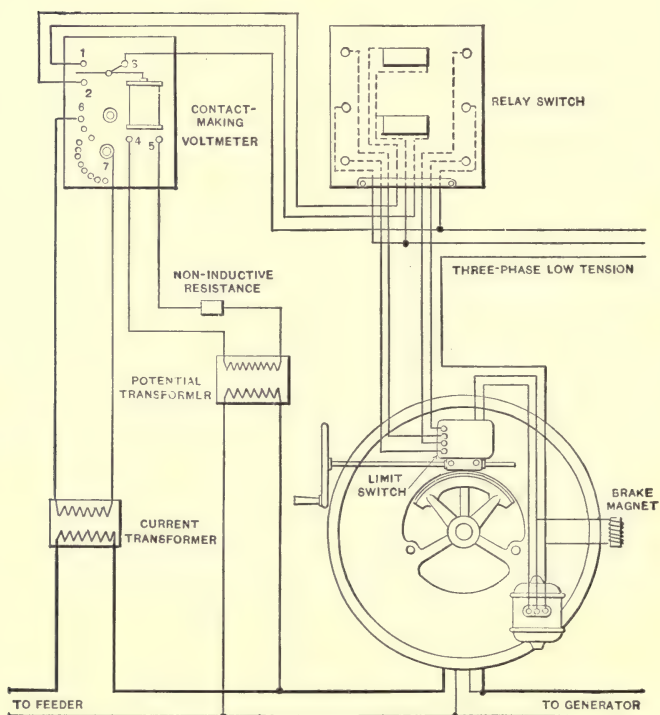 1
3
2
6
7
4 5
CONTACT-
MAKING
VOLTMETER
RELAY SWITCH
THREE-PHASE LOW TENSION
NON-INDUCTIVE
RESISTANCE
POTENTIAL
TRANSFORMER
LIMIT
SWITCH
BRAKE
MAGNET
CURRENT
TRANSFORMER
TO FEEDER
TO GENERATOR